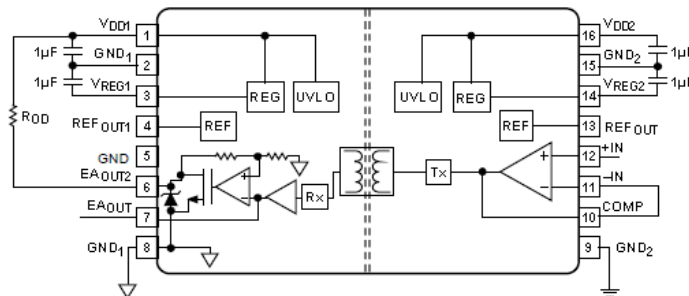 VDD1
1
16
VDD2
1µF
GND1
2
15
GND2
1µF
1µF
VREG1
3
REG
UVLO
UVLO
REG
14
VREG2
1µF
ROD
REFOUT1
4
REF
REF
13
REFOUT
GND
5
12
+IN
+
EAOUT2
6
+
−
Rx
Tx
−
11
−IN
EAOUT
7
10
COMP
GND1
8
9
GND2